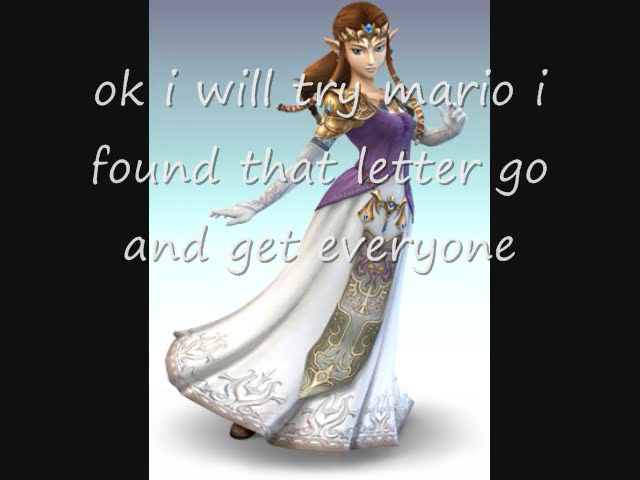 ok i will try mario i
found that letter go
and get everyone